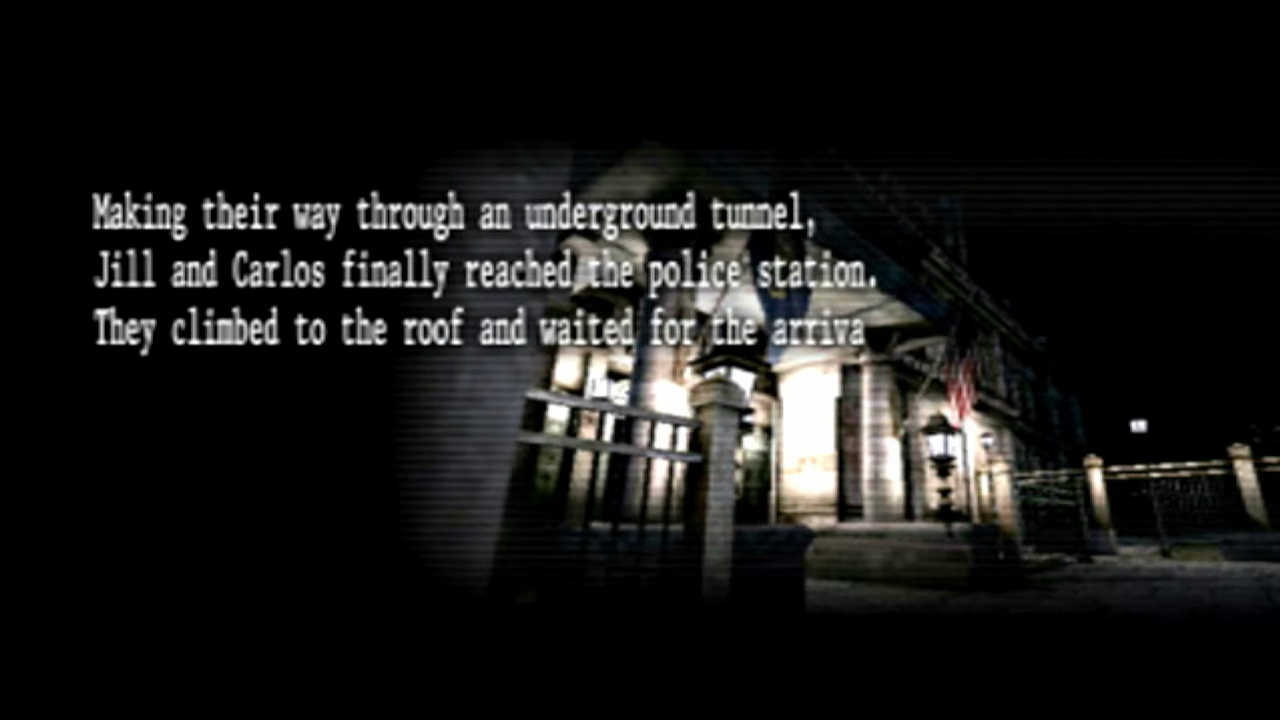 Making their way through an underground tunnel,
Jill and Carlos finally reached the police station.
They climbed to the roof and waited for the arriva